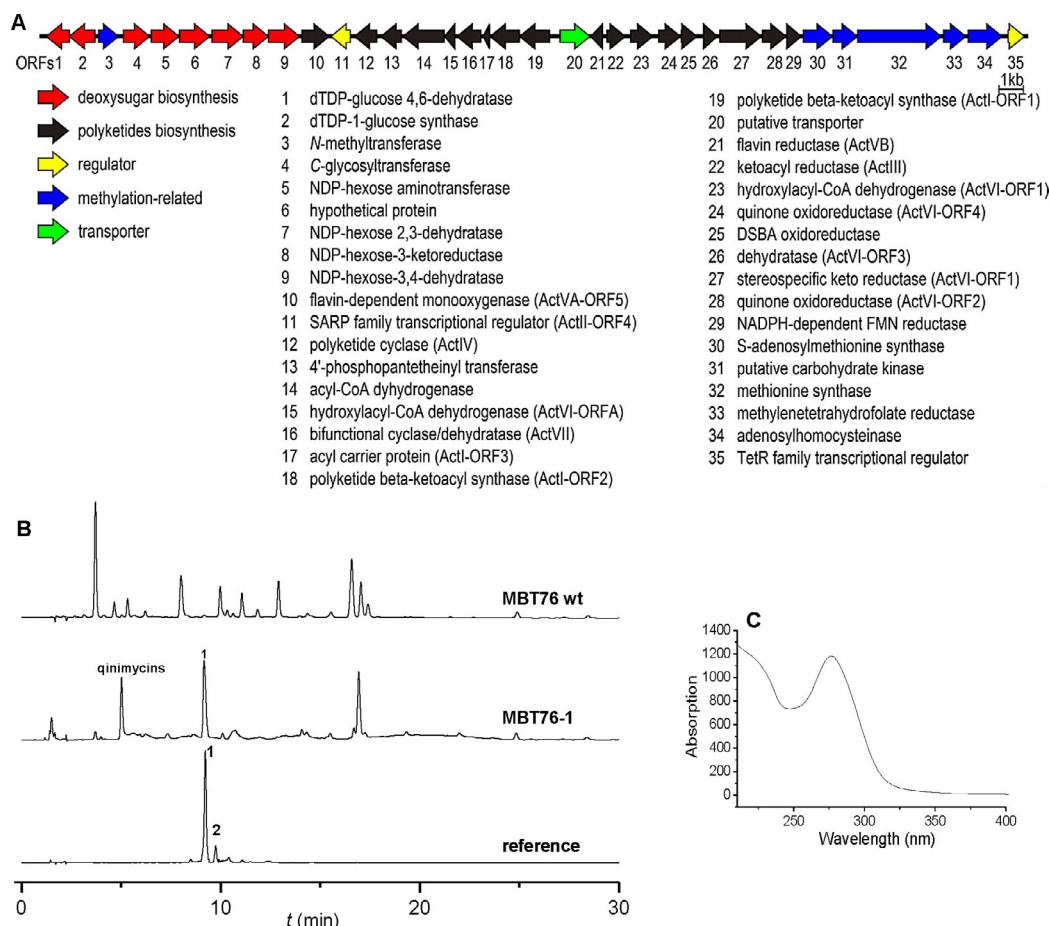 A
ORFs1 2 3 4 5 6 7 8 9 10 11 12 13 14 15 16 17 18 19 20 21 22 23 24 25 26 27 28 29 30 31 32 33 34 35
1kb
deoxysugar biosynthesis
polyketides biosynthesis
regulator
methylation-related
transporter
1 dTDP-glucose 4,6-dehydratase
2 dTDP-1-glucose synthase
3 N-methyltransferase
4 C-glycosyltransferase
5 NDP-hexose aminotransferase
6 hypothetical protein
7 NDP-hexose 2,3-dehydratase
8 NDP-hexose-3-ketoreductase
9 NDP-hexose-3,4-dehydratase
10 flavin-dependent monooxygenase (ActVA-ORF5)
11 SARP family transcriptional regulator (ActII-ORF4)
12 polyketide cyclase (ActIV)
13 4'-phosphopantetheinyl transferase
14 acyl-CoA dyhydrogenase
15 hydroxylacyl-CoA dehydrogenase (ActVI-ORFA)
16 bifunctional cyclase/dehydratase (ActVII)
17 acyl carrier protein (ActI-ORF3)
18 polyketide beta-ketoacyl synthase (ActI-ORF2)
19 polyketide beta-ketoacyl synthase (ActI-ORF1)
20 putative transporter
21 flavin reductase (ActVB)
22 ketoacyl reductase (ActIII)
23 hydroxylacyl-CoA dehydrogenase (ActVI-ORF1)
24 quinone oxidoreductase (ActVI-ORF4)
25 DSBA oxidoreductase
26 dehydratase (ActVI-ORF3)
27 stereospecific keto reductase (ActVI-ORF1)
28 quinone oxidoreductase (ActVI-ORF2)
29 NADPH-dependent FMN reductase
30 S-adenosylmethionine synthase
31 putative carbohydrate kinase
32 methionine synthase
33 methylenetetrahydrofolate reductase
34 adenosylhomocysteinase
35 TetR family transcriptional regulator
B
MBT76 wt
qinimycins
1
MBT76-1
1
2
reference
0 10 20 30
t (min)
C
1400
1200
1000
800
600
400
200
0
Absorption
250 300 350 400
Wavelength (nm)